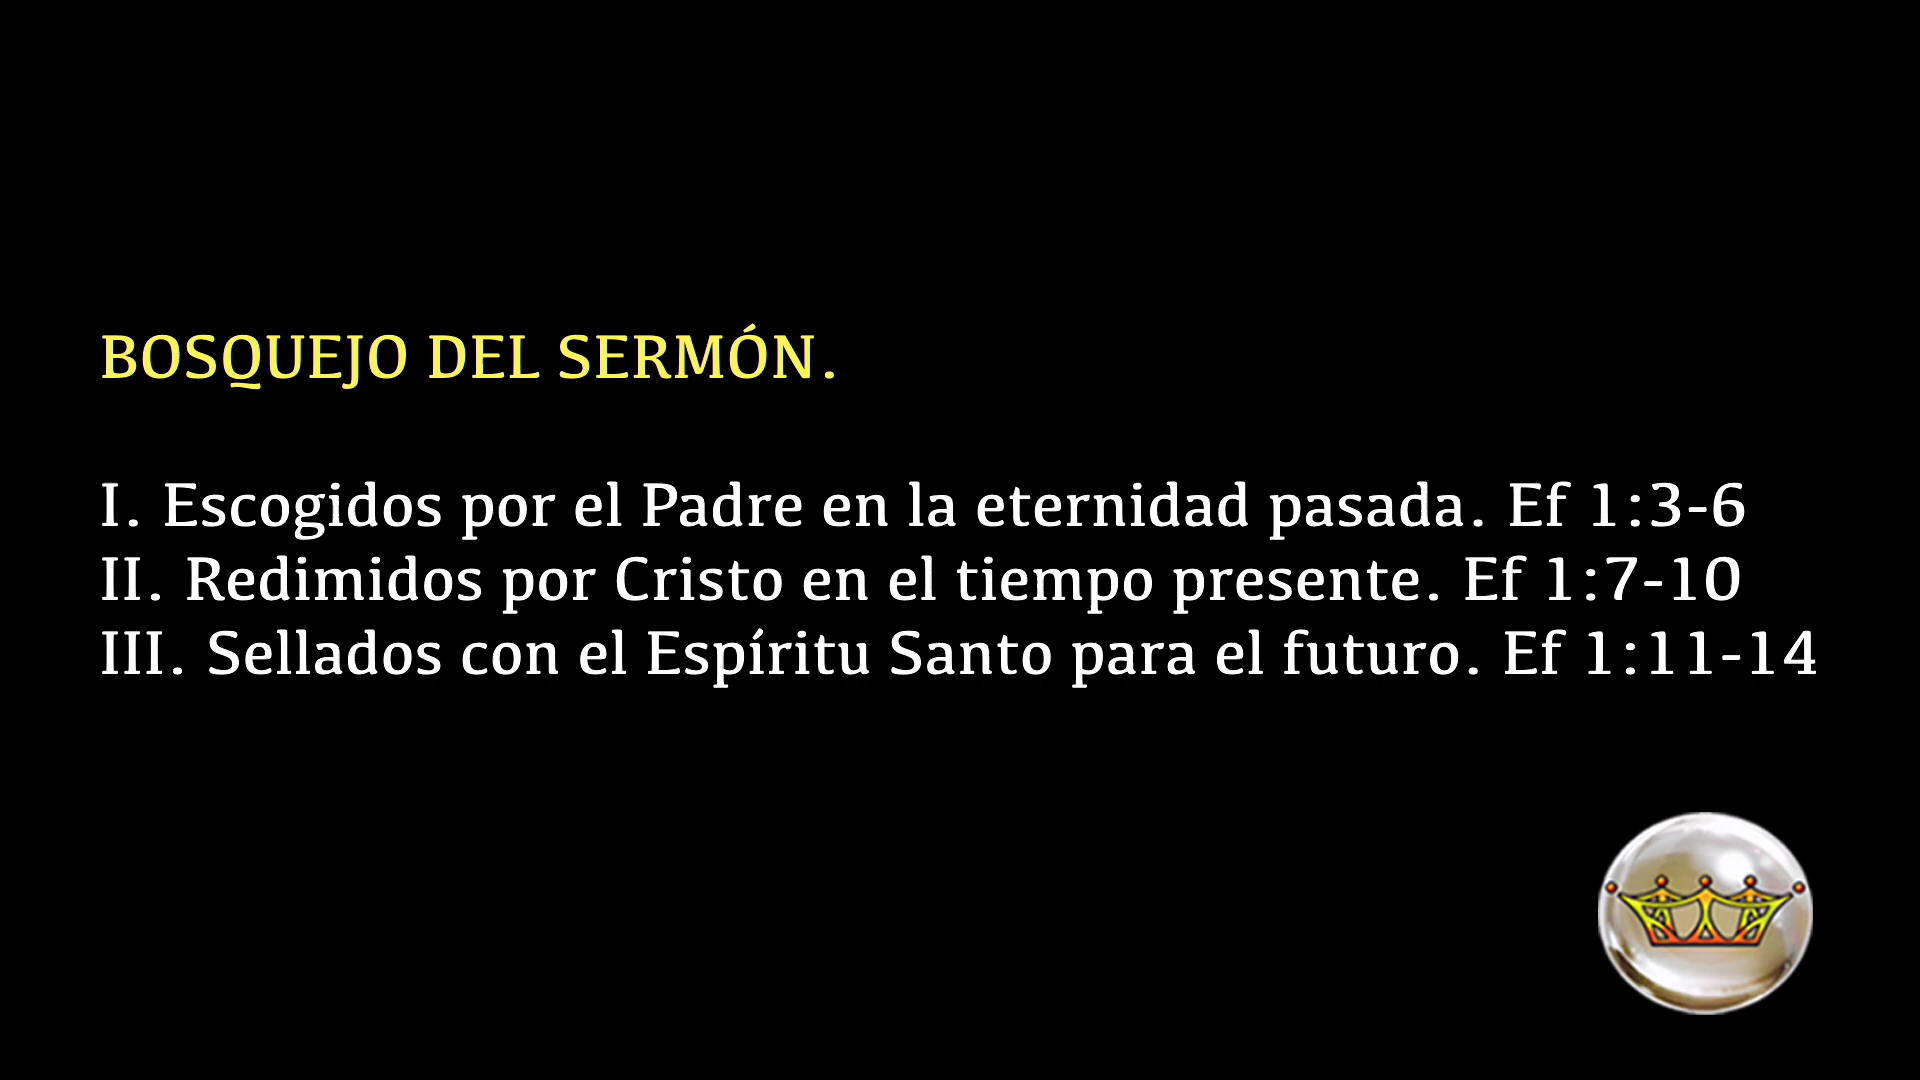 BOSQUEJO DEL SERMÓN.
I. Escogidos por el Padre en la eternidad pasada. Ef 1:3-6
II. Redimidos por Cristo en el tiempo presente. Ef 1:7-10
III. Sellados con el Espíritu Santo para el futuro. Ef 1:11-14